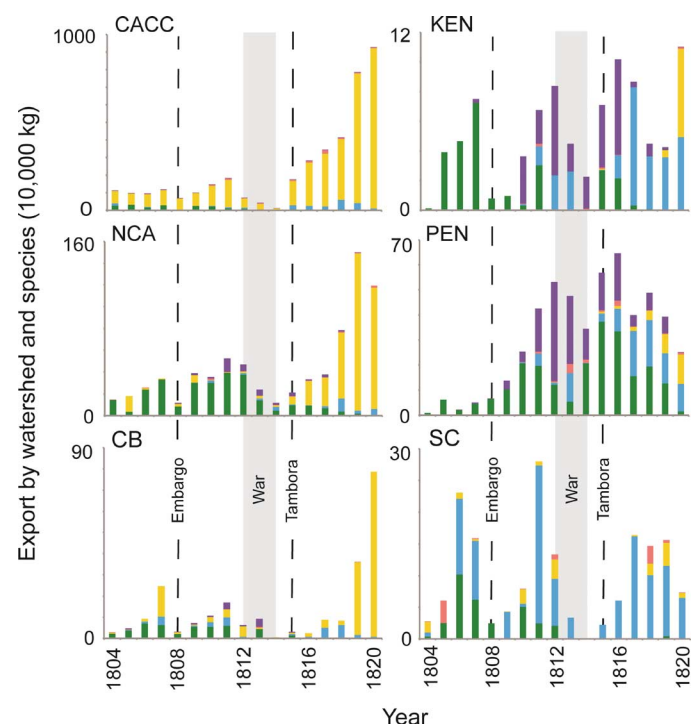 CACC
KEN
1000
0
12
0
NCA
PEN
160
0
70
0
CB
SC
90
0
30
0
Embargo
War
Tambora
Embargo
War
Tambora
1804
1808
1812
1816
1820
1804
1808
1812
1816
1820
Year
Export by watershed and species (10,000 kg)